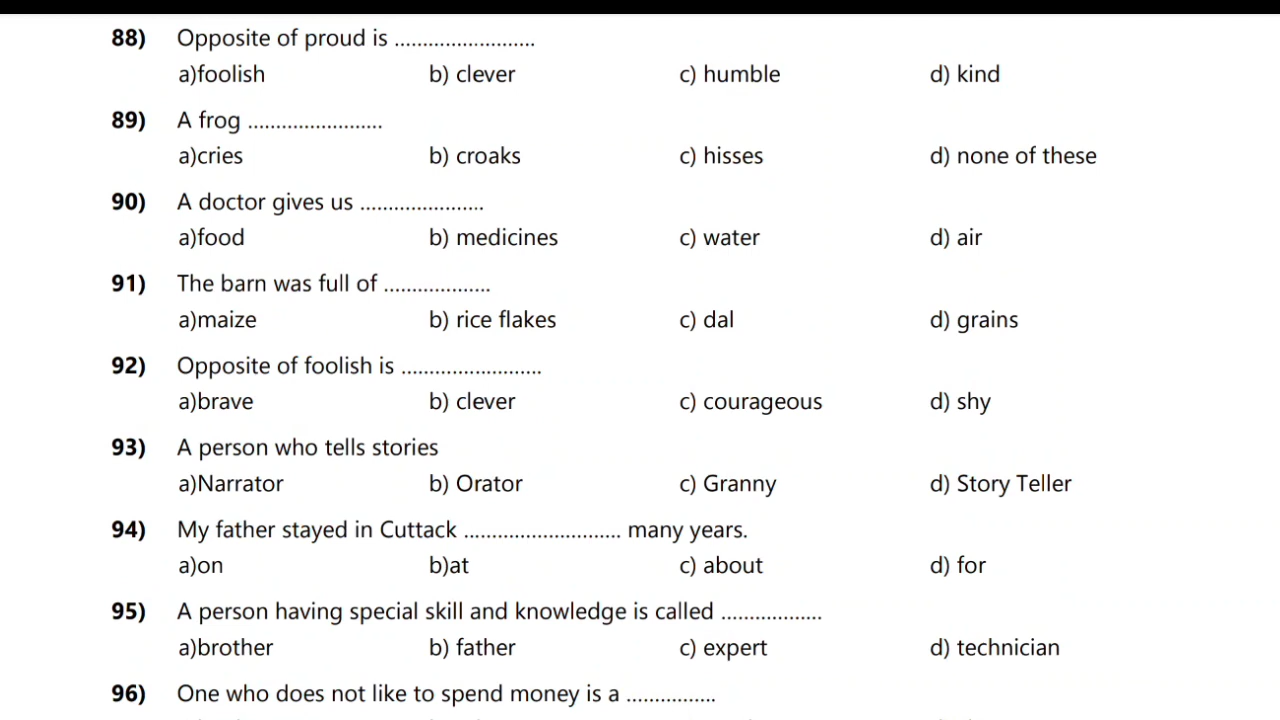 88) Opposite of proud is .........................
a)foolish b) clever c) humble d) kind
89) A frog ........................
a)cries b) croaks c) hisses d) none of these
90) A doctor gives us ......................
a)food b) medicines c) water d) air
91) The barn was full of ...................
a)maize b) rice flakes c) dal d) grains
92) Opposite of foolish is .........................
a)brave b) clever c) courageous d) shy
93) A person who tells stories
a)Narrator b) Orator c) Granny d) Story Teller
94) My father stayed in Cuttack ............................ many years.
a)on b)at c) about d) for
95) A person having special skill and knowledge is called ..................
a)brother b) father c) expert d) technician
96) One who does not like to spend money is a ................